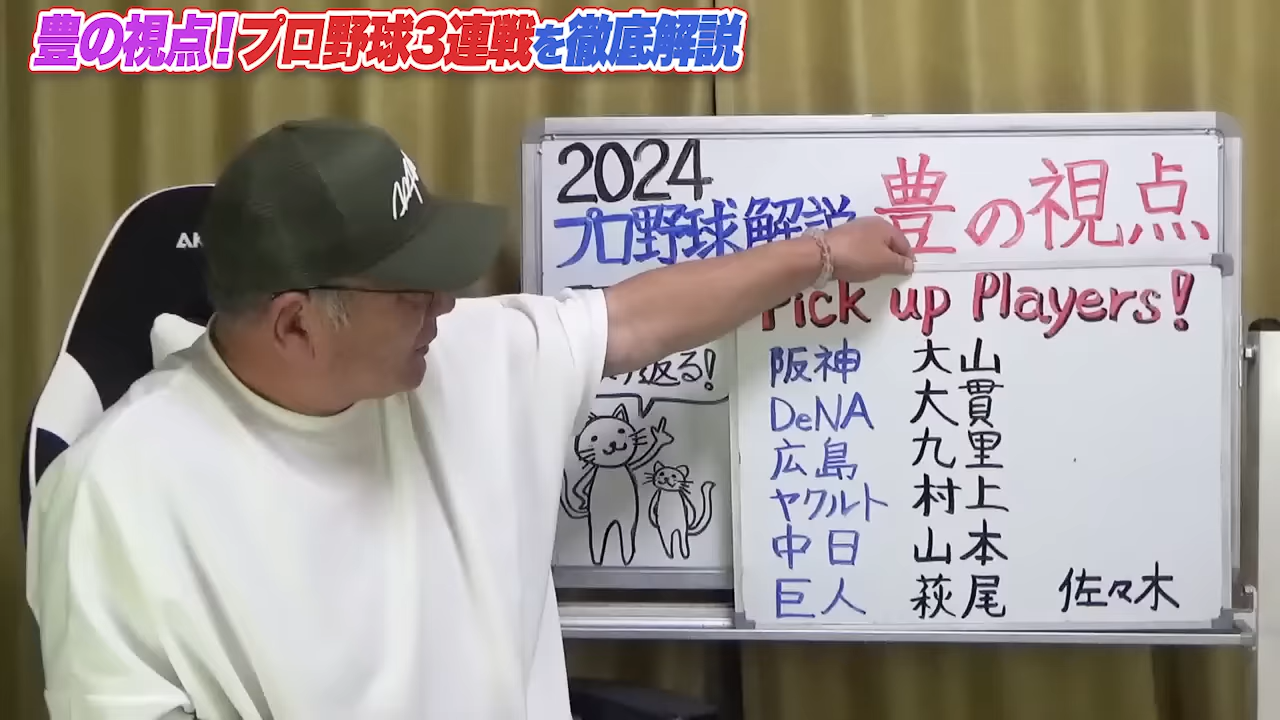 豊の視点！プロ野球3連戦を徹底解説
2024
プロ野球解説 豊の視点
Pick up Players!
返る!
阪神 大山
DeNA 大貫
広島 九里
ヤクルト 村上
中日 山本
巨人 萩尾 佐々木